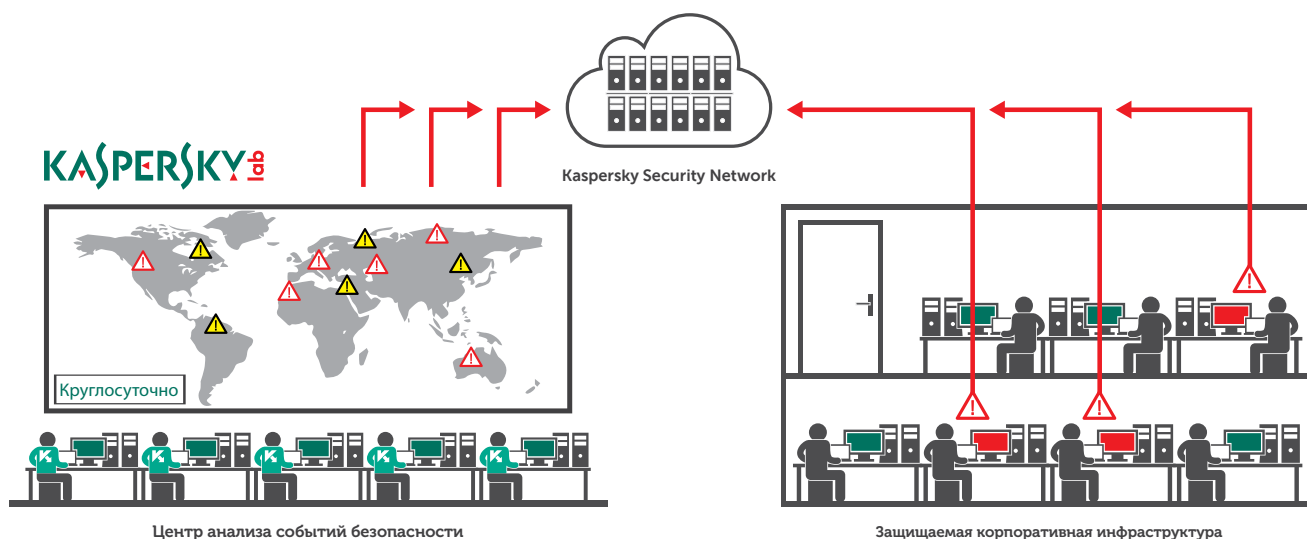 Kaspersky Security Network
KASPERSKY lab
Круглосуточно
Центр анализа событий безопасности
Защищаемая корпоративная инфраструктура